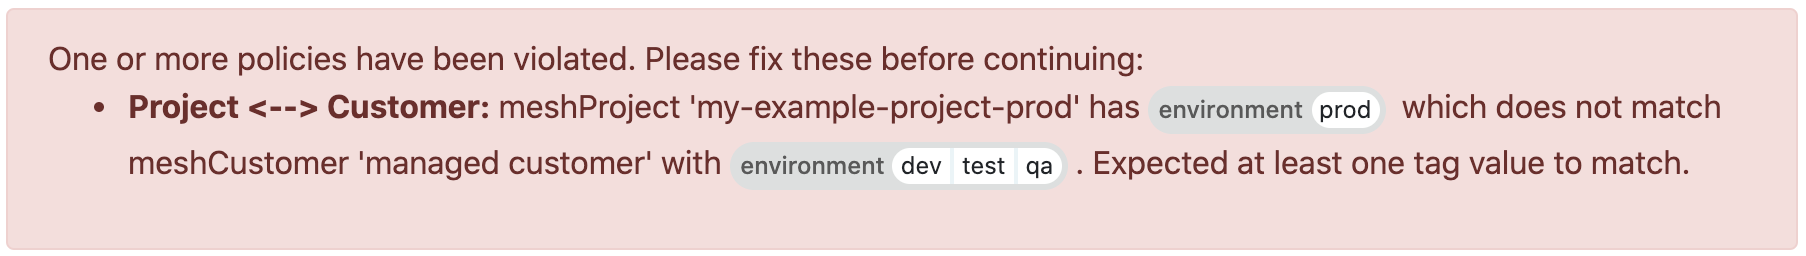 One or more policies have been violated. Please fix these before continuing:
• Project <--> Customer: meshProject 'my-example-project-prod' has environment prod which does not match
meshCustomer 'managed customer' with environment dev test qa . Expected at least one tag value to match.